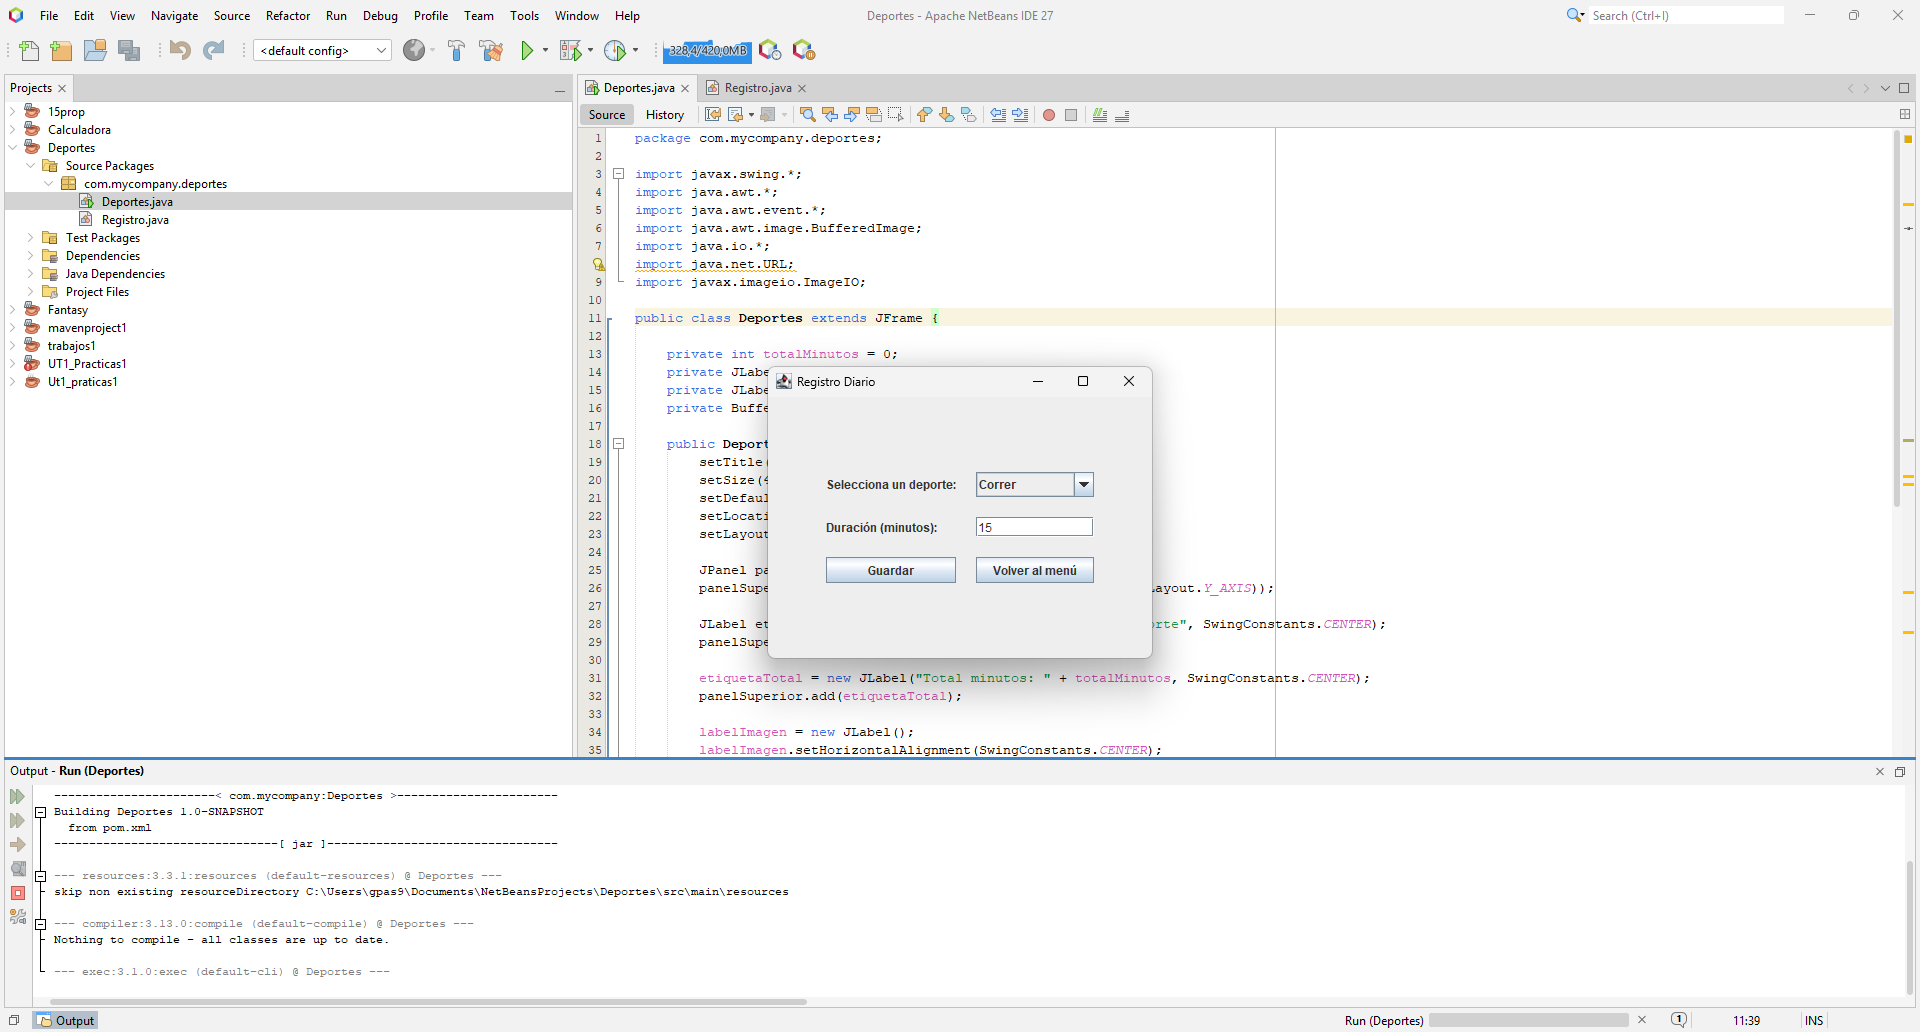 File Edit View Navigate Source Refactor Run Debug Profile Team Tools Window Help
Deportes - Apache NetBeans IDE 27
Search (Ctrl+I)
<default config>
328,4/420,0MB
Projects
15prop
Calculadora
Deportes
Source Packages
com.mycompany.deportes
Deportes.java
Registro.java
Test Packages
Dependencies
Java Dependencies
Project Files
Fantasy
mavenproject1
trabajos1
UT1_Practicas1
Ut1_praticas1
Deportes.java Registro.java
Source History
1 package com.mycompany.deportes;
2
3 import javax.swing.*;
4 import java.awt.*;
5 import java.awt.event.*;
6 import java.awt.image.BufferedImage;
7 import java.io.*;
import java.net.URL;
9 import javax.imageio.ImageIO;
10
11 public class Deportes extends JFrame {
12
13 private int totalMinutos = 0;
14 private JLabe
15 private JLabe
16 private Buffe
17
18 public Deport
19 setTitle(
20 setSize(4
21 setDefaul
22 setLocati
23 setLayout
24
25 JPanel pa
26 panelSupe ayout.Y_AXIS));
27
28 JLabel et rte", SwingConstants.CENTER);
29 panelSupe
30
31 etiquetaTotal = new JLabel("Total minutos: " + totalMinutos, SwingConstants.CENTER);
32 panelSuperior.add(etiquetaTotal);
33
34 labelImagen = new JLabel();
35 labelImagen.setHorizontalAlignment(SwingConstants.CENTER);
Registro Diario
Selecciona un deporte: Correr
Duración (minutos): 15
Guardar Volver al menú
Output - Run (Deportes)
-----------------------< com.mycompany:Deportes >-----------------------
Building Deportes 1.0-SNAPSHOT
from pom.xml
--------------------------------[ jar ]---------------------------------
--- resources:3.3.1:resources (default-resources) @ Deportes ---
skip non existing resourceDirectory C:\Users\gpas9\Documents\NetBeansProjects\Deportes\src\main\resources
--- compiler:3.13.0:compile (default-compile) @ Deportes ---
Nothing to compile - all classes are up to date.
--- exec:3.1.0:exec (default-cli) @ Deportes ---
Output
Run (Deportes)
1
11:39
INS